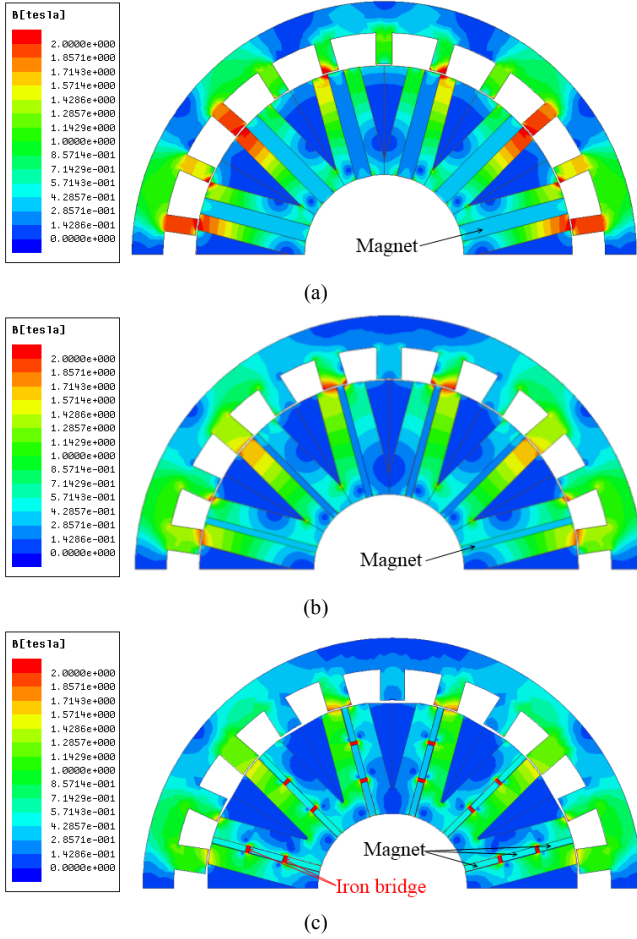 B[tesla]
2.0000e+000
1.8571e+000
1.7143e+000
1.5714e+000
1.4286e+000
1.2857e+000
1.1429e+000
1.0000e+000
8.5714e-001
7.1429e-001
5.7143e-001
4.2857e-001
2.8571e-001
1.4286e-001
0.0000e+000
Magnet
(a)
B[tesla]
2.0000e+000
1.8571e+000
1.7143e+000
1.5714e+000
1.4286e+000
1.2857e+000
1.1429e+000
1.0000e+000
8.5714e-001
7.1429e-001
5.7143e-001
4.2857e-001
2.8571e-001
1.4286e-001
0.0000e+000
Magnet
(b)
B[tesla]
2.0000e+000
1.8571e+000
1.7143e+000
1.5714e+000
1.4286e+000
1.2857e+000
1.1429e+000
1.0000e+000
8.5714e-001
7.1429e-001
5.7143e-001
4.2857e-001
2.8571e-001
1.4286e-001
0.0000e+000
Magnet
Iron bridge
(c)